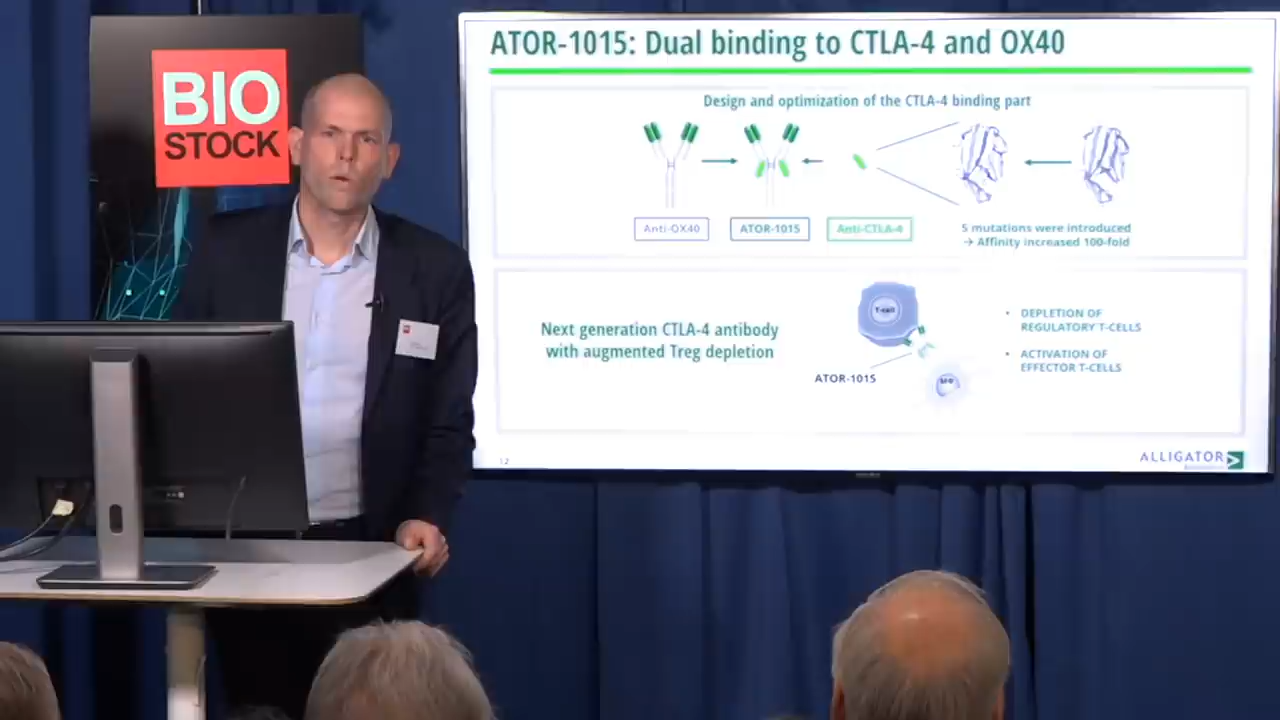 BIO
STOCK
ATOR-1015: Dual binding to CTLA-4 and OX40
Design and optimization of the CTLA-4 binding part
Anti-OX40
ATOR-1015
Anti-CTLA-4
5 mutations were introduced
→ Affinity increased 100-fold
Next generation CTLA-4 antibody
with augmented Treg depletion
T-cell
ATOR-1015
• DEPLETION OF
REGULATORY T-CELLS
• ACTIVATION OF
EFFECTOR T-CELLS
12
ALLIGATOR